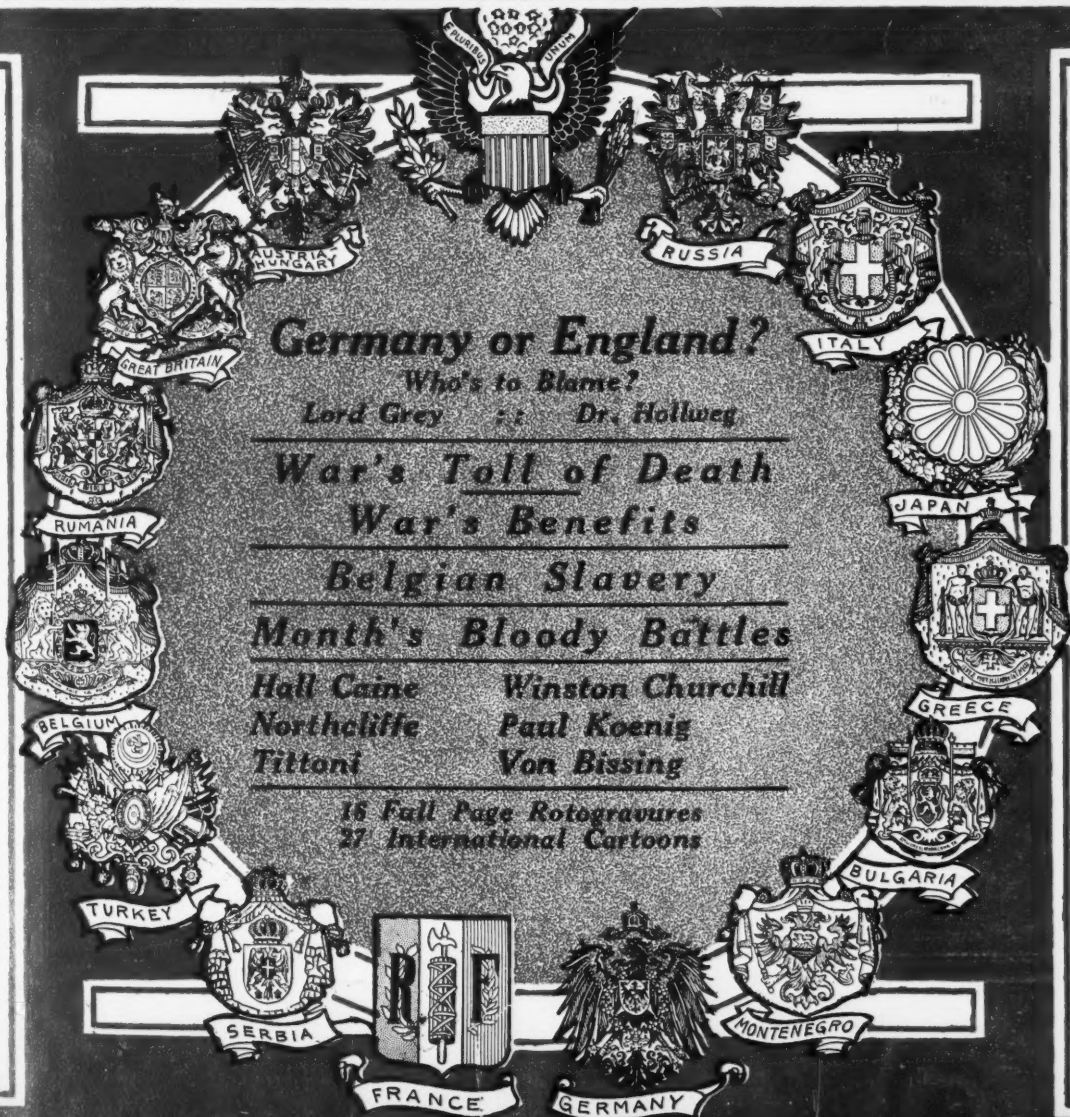 E PLURIBUS UNUM
AUSTRIA-HUNGARY
RUSSIA
GREAT BRITAIN
ITALY
Germany or England?
Who's to Blame?
Lord Grey :: Dr. Hollweg
War's Toll of Death
War's Benefits
Belgian Slavery
Month's Bloody Battles
Hall Caine Winston Churchill
Northcliffe Paul Koenig
Tittoni Von Bissing
16 Full Page Rotogravures
27 International Cartoons
RUMANIA
JAPAN
BELGIUM
GREECE
TURKEY
BULGARIA
SERBIA
R F
MONTENEGRO
FRANCE
GERMANY